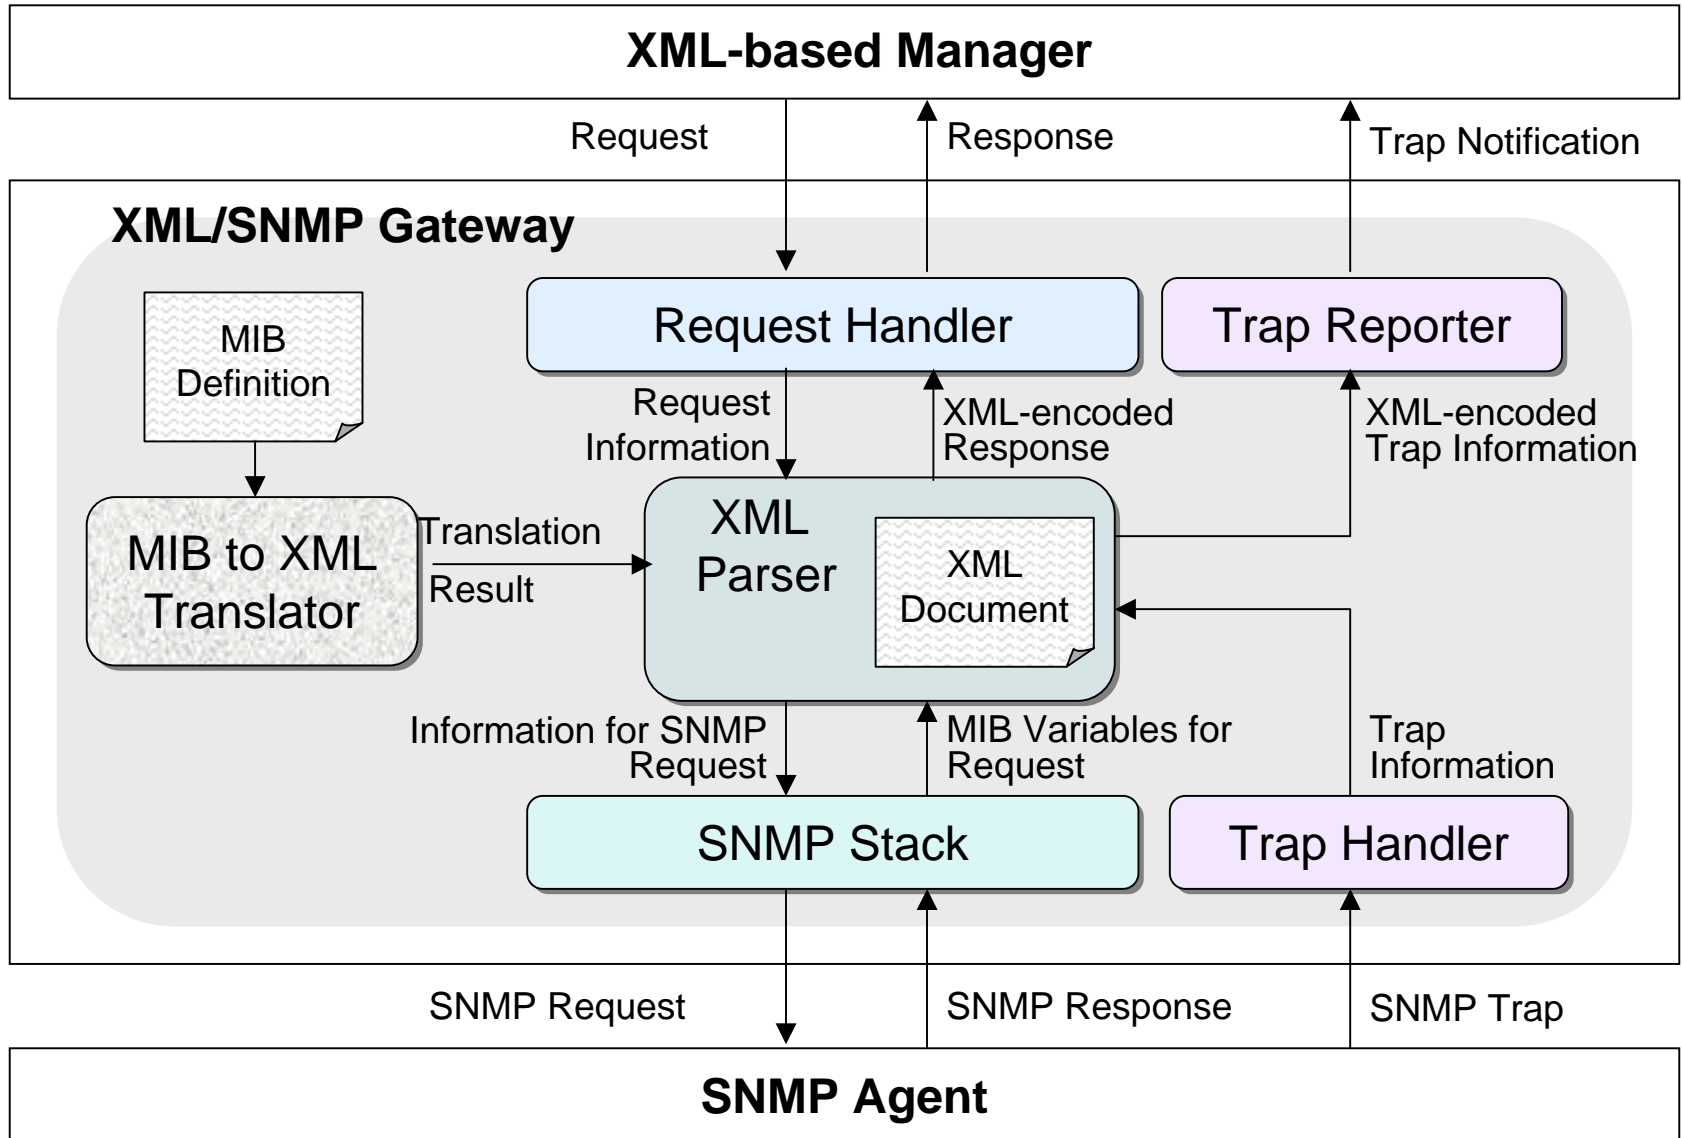 XML-based Manager
Request
Response
Trap Notification
XML/SNMP Gateway
MIB
Definition
Request Handler
Trap Reporter
Request
Information
XML-encoded
Response
XML-encoded
Trap Information
MIB to XML
Translator
Translation
Result
XML
Parser
XML
Document
Information for SNMP
Request
MIB Variables for
Request
Trap
Information
SNMP Stack
Trap Handler
SNMP Request
SNMP Response
SNMP Trap
SNMP Agent